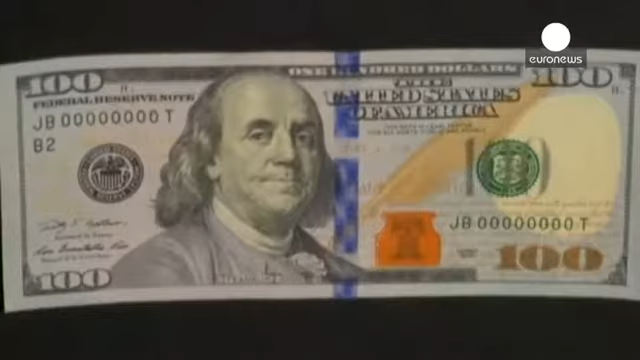 euronews
100
100
ONE HUNDRED DOLLARS
FEDERAL RESERVE NOTE
THE
UNITED STATES
OF AMERICA
JB 00000000 T
B2
JB 00000000 T
100
100